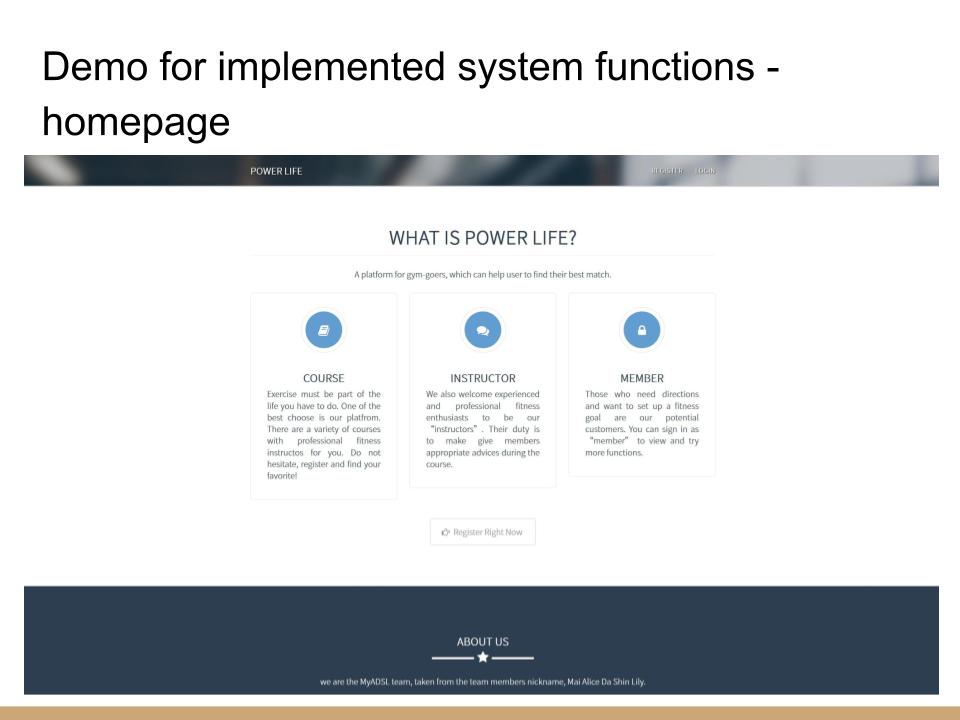 Demo for implemented system functions -
homepage
POWER LIFE
REGISTER LOGIN
WHAT IS POWER LIFE?
A platform for gym-goers, which can help user to find their best match.
COURSE
Exercise must be part of the
life you have to do. One of the
best choose is our platfrom.
There are a variety of courses
with professional fitness
instructos for you. Do not
hesitate, register and find your
favorite!
INSTRUCTOR
We also welcome experienced
and professional fitness
enthusiasts to be our
“instructors”. Their duty is
to make give members
appropriate advices during the
course.
MEMBER
Those who need directions
and want to set up a fitness
goal are our potential
customers. You can sign in as
“member” to view and try
more functions.
Register Right Now
ABOUT US
we are the MyADSL team, taken from the team members nickname, Mai Alice Da Shin Lily.